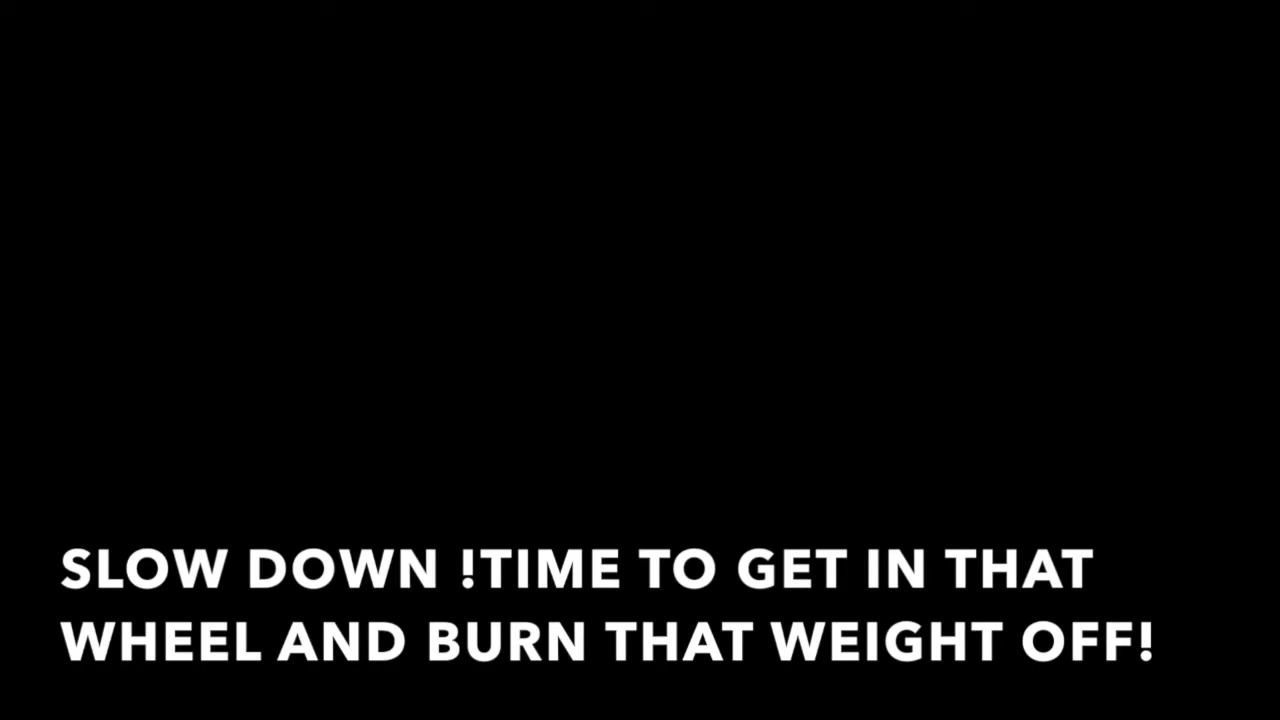 SLOW DOWN !TIME TO GET IN THAT
WHEEL AND BURN THAT WEIGHT OFF!